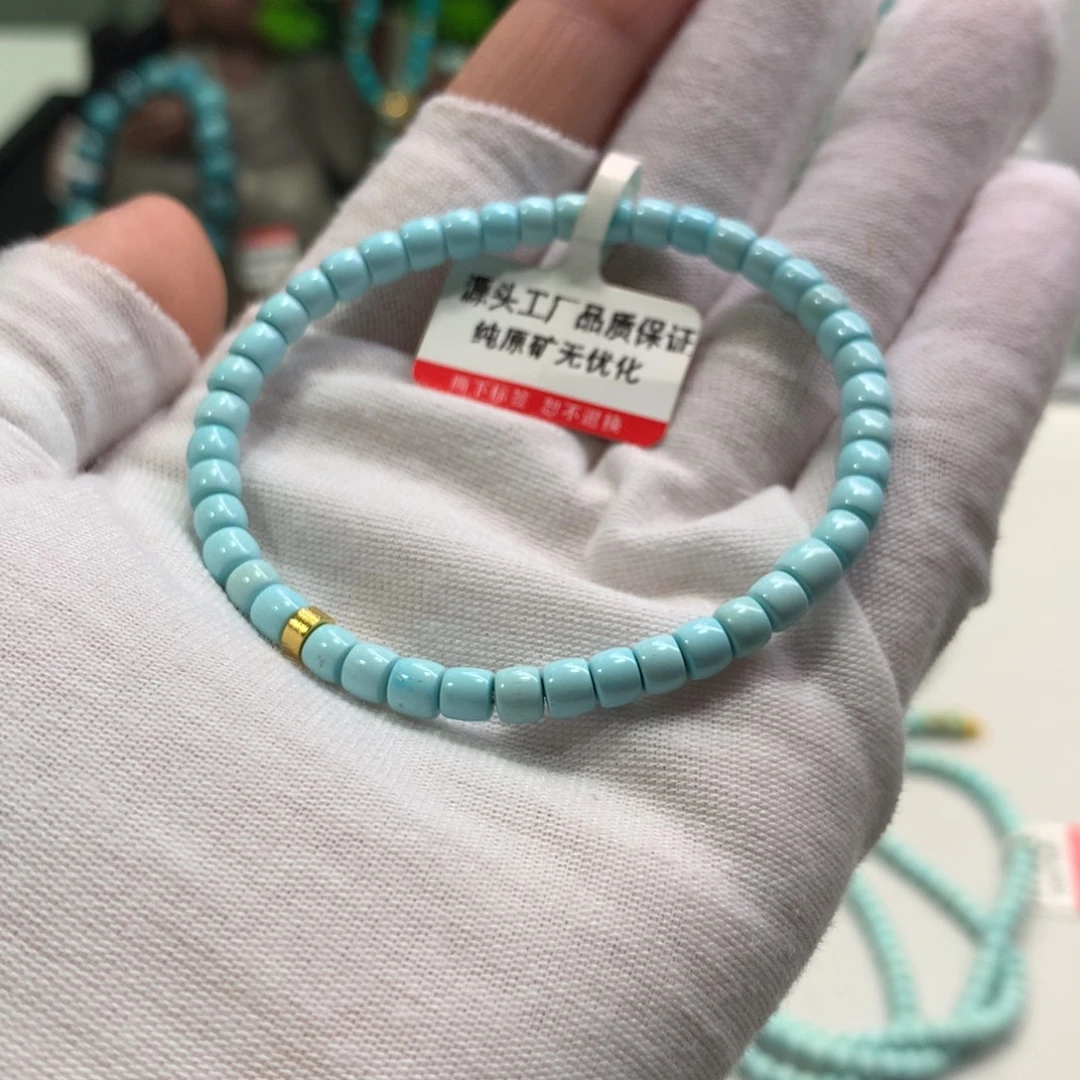 源头工厂品质保证
纯原矿无优化
摘下标签 恕不退换